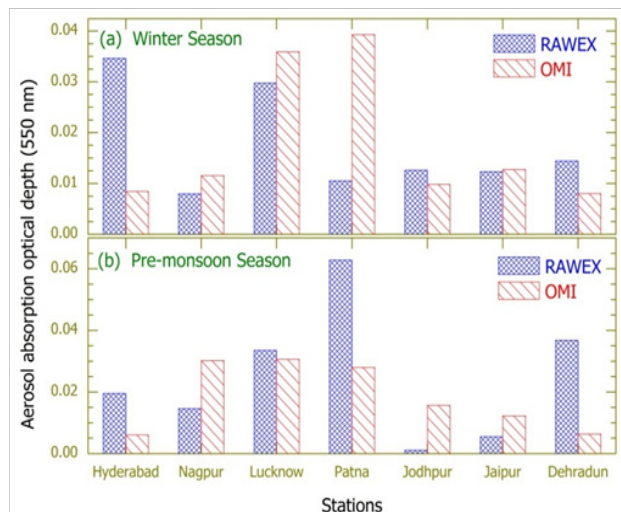 Aerosol absorption optical depth (550 nm)
(a) Winter Season
RAWEX
OMI
0.04
0.03
0.02
0.01
0.00
(b) Pre-monsoon Season
RAWEX
OMI
0.06
0.04
0.02
0.00
Hyderabad Nagpur Lucknow Patna Jodhpur Jaipur Dehradun
Stations